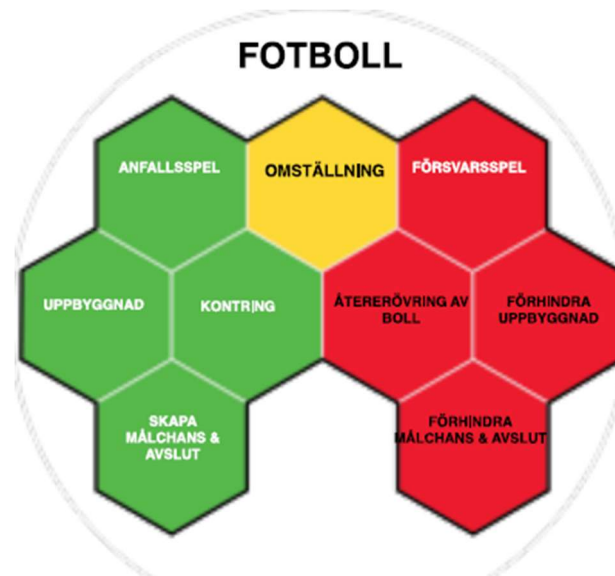 FOTBOLL
ANFALLSSPEL
OMSTÄLLNING
FÖRSVARSSPEL
UPPBYGGNAD
KONTRING
ÅTERERÖVRING AV
BOLL
FÖRHINDRA
UPPBYGGNAD
SKAPA
MÅLCHANS &
AVSLUT
FÖRHINDRA
MÅLCHANS & AVSLUT